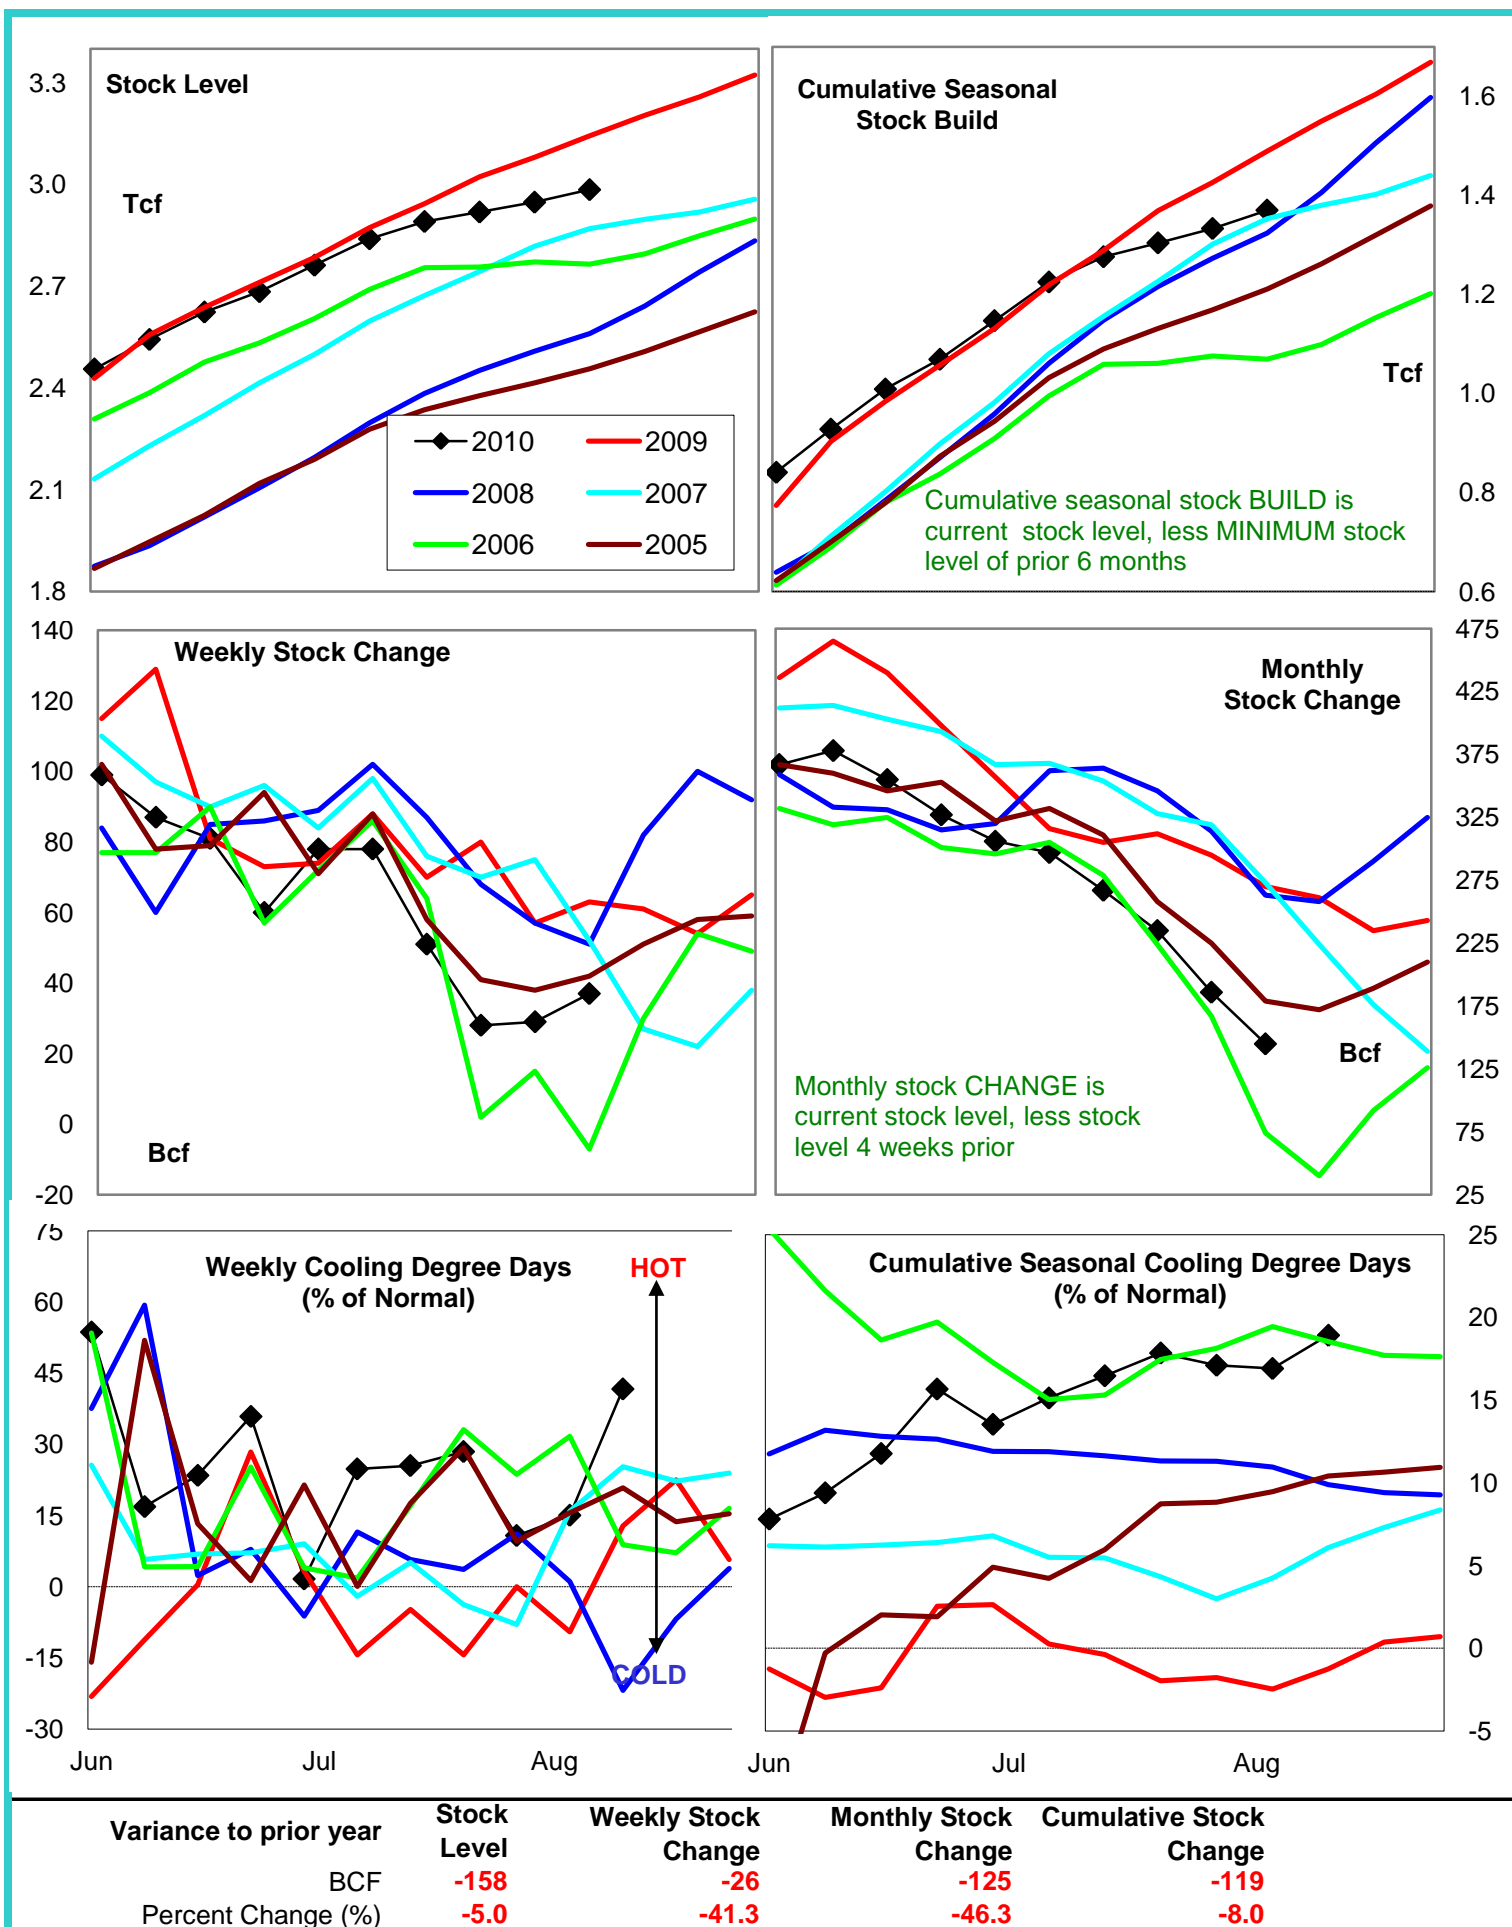 Stock Level
Tcf
3.3
3.0
2.7
2.4
2.1
1.8
2010
2009
2008
2007
2006
2005
Cumulative Seasonal
Stock Build
1.6
1.4
1.2
1.0
0.8
0.6
Tcf
Cumulative seasonal stock BUILD is
current stock level, less MINIMUM stock
level of prior 6 months
Weekly Stock Change
140
120
100
80
60
40
20
0
-20
Bcf
Monthly
Stock Change
475
425
375
325
275
225
175
125
75
25
Bcf
Monthly stock CHANGE is
current stock level, less stock
level 4 weeks prior
Weekly Cooling Degree Days
(% of Normal)
HOT
COLD
75
60
45
30
15
0
-15
-30
Jun
Jul
Aug
Cumulative Seasonal Cooling Degree Days
(% of Normal)
25
20
15
10
5
0
-5
Jun
Jul
Aug
Variance to prior year
Stock
Level
Weekly Stock
Change
Monthly Stock
Change
Cumulative Stock
Change
BCF -158 -26 -125 -119
Percent Change (%) -5.0 -41.3 -46.3 -8.0